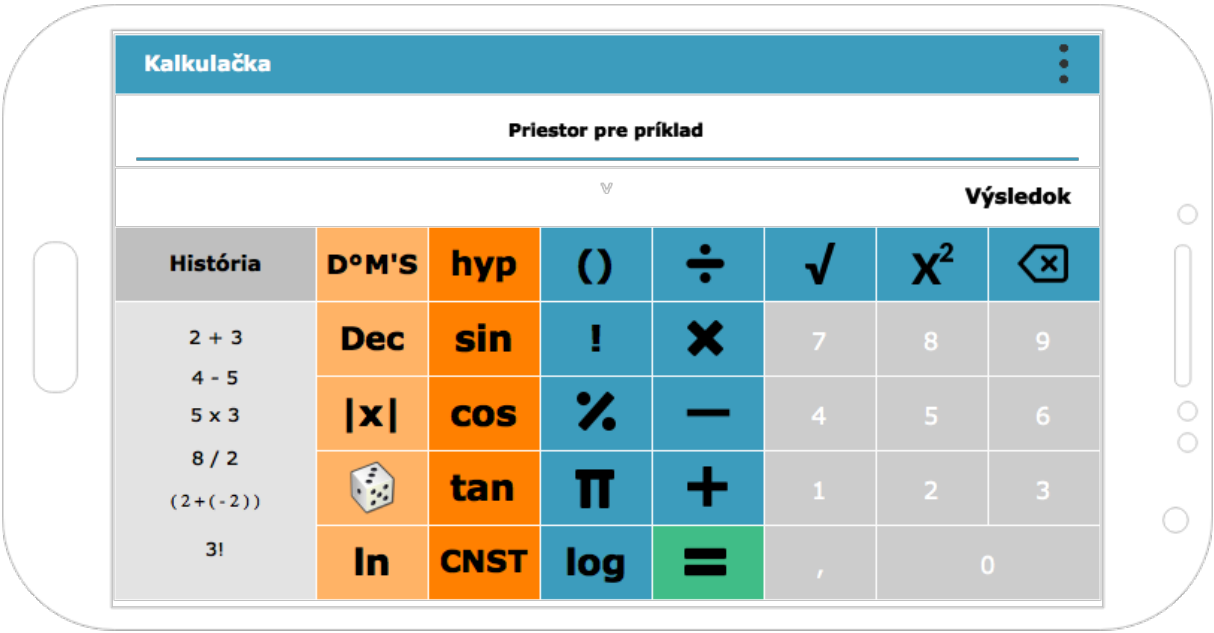 Kalkulačka
Priestor pre príklad
Výsledok
História D°M'S hyp () ÷ √ X²
2 + 3 Dec sin ! × 7 8 9
4 - 5
5 x 3 |x| cos % − 4 5 6
8 / 2
(2+(-2)) tan π + 1 2 3
3! ln CNST log = , 0